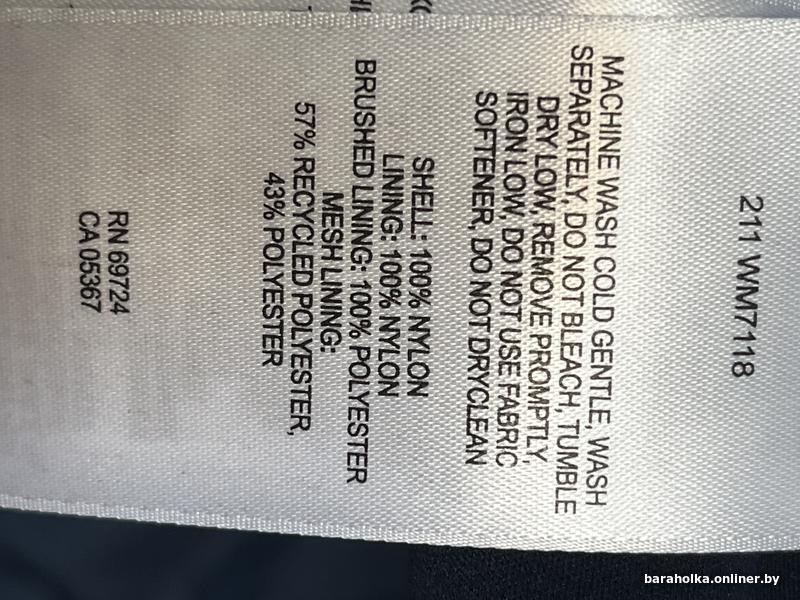 211 WM7118
MACHINE WASH COLD GENTLE, WASH
SEPARATELY, DO NOT BLEACH, TUMBLE
DRY LOW, REMOVE PROMPTLY,
IRON LOW, DO NOT USE FABRIC
SOFTENER, DO NOT DRYCLEAN
SHELL: 100% NYLON
LINING: 100% NYLON
BRUSHED LINING: 100% POLYESTER
MESH LINING:
57% RECYCLED POLYESTER,
43% POLYESTER
RN 69724
CA 05367
baraholka.onliner.by